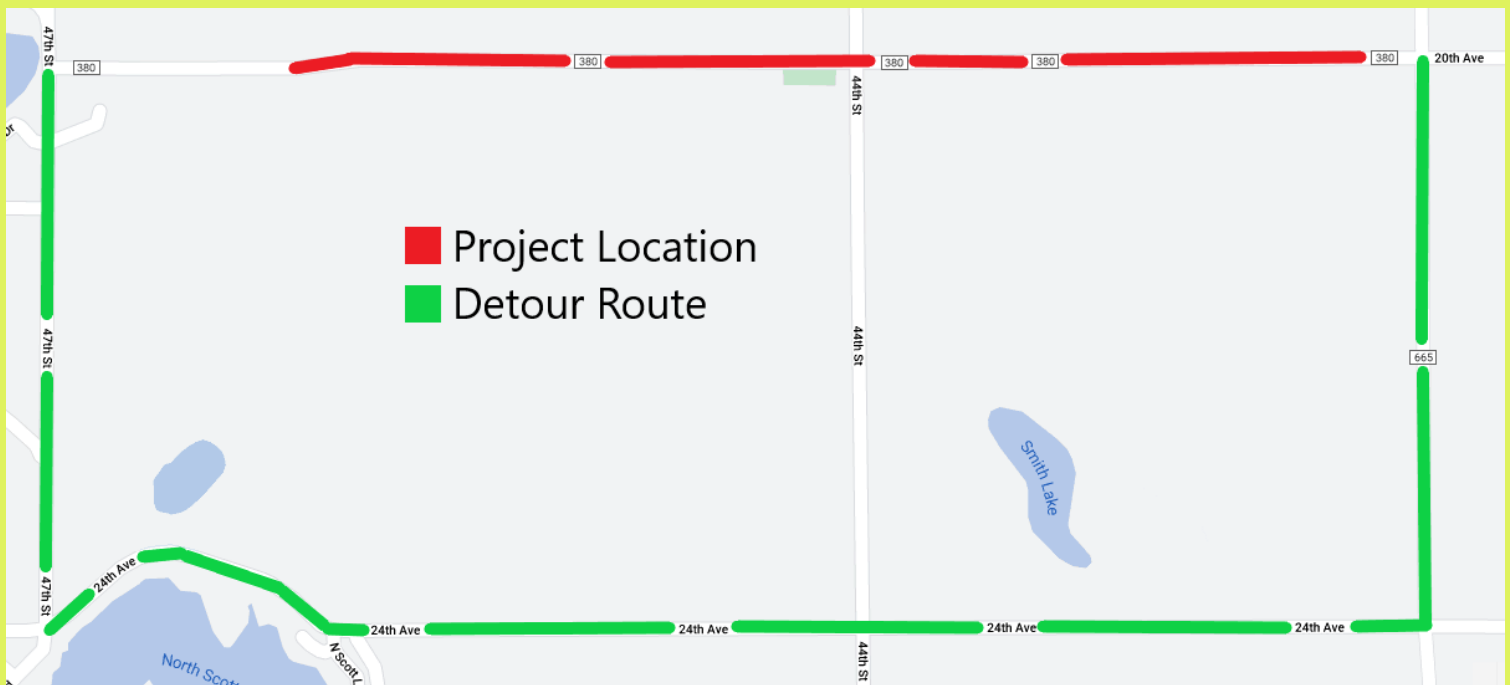 47th St
380
380
380
380
380
20th Ave
44th St
Project Location
Detour Route
47th St
44th St
665
Smith Lake
24th Ave
47th St
24th Ave
24th Ave
24th Ave
24th Ave
N Scott L
44th St
North Scott